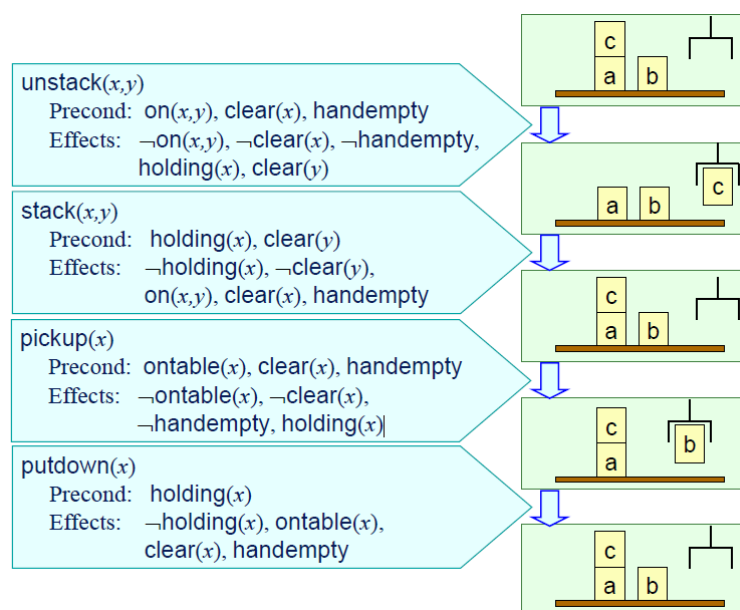 unstack(x,y)
Precond: on(x,y), clear(x), handempty
Effects: ¬on(x,y), ¬clear(x), ¬handempty,
holding(x), clear(y)
stack(x,y)
Precond: holding(x), clear(y)
Effects: ¬holding(x), ¬clear(y),
on(x,y), clear(x), handempty
pickup(x)
Precond: ontable(x), clear(x), handempty
Effects: ¬ontable(x), ¬clear(x),
¬handempty, holding(x)
putdown(x)
Precond: holding(x)
Effects: ¬holding(x), ontable(x),
clear(x), handempty
c
a b
c
a b
c
a b
c
b
a
c
a b